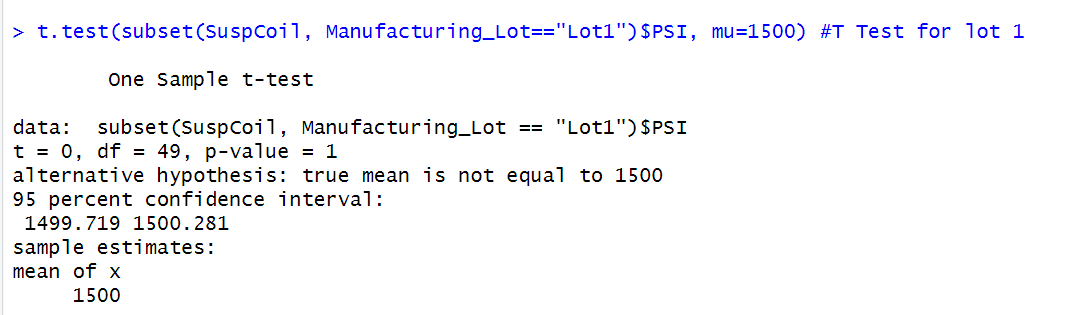 > t.test(subset(SuspCoil, Manufacturing_Lot=="Lot1")$PSI, mu=1500) #T Test for lot 1
One Sample t-test
data:  subset(SuspCoil, Manufacturing_Lot == "Lot1")$PSI
t = 0, df = 49, p-value = 1
alternative hypothesis: true mean is not equal to 1500
95 percent confidence interval:
1499.719 1500.281
sample estimates:
mean of x
1500